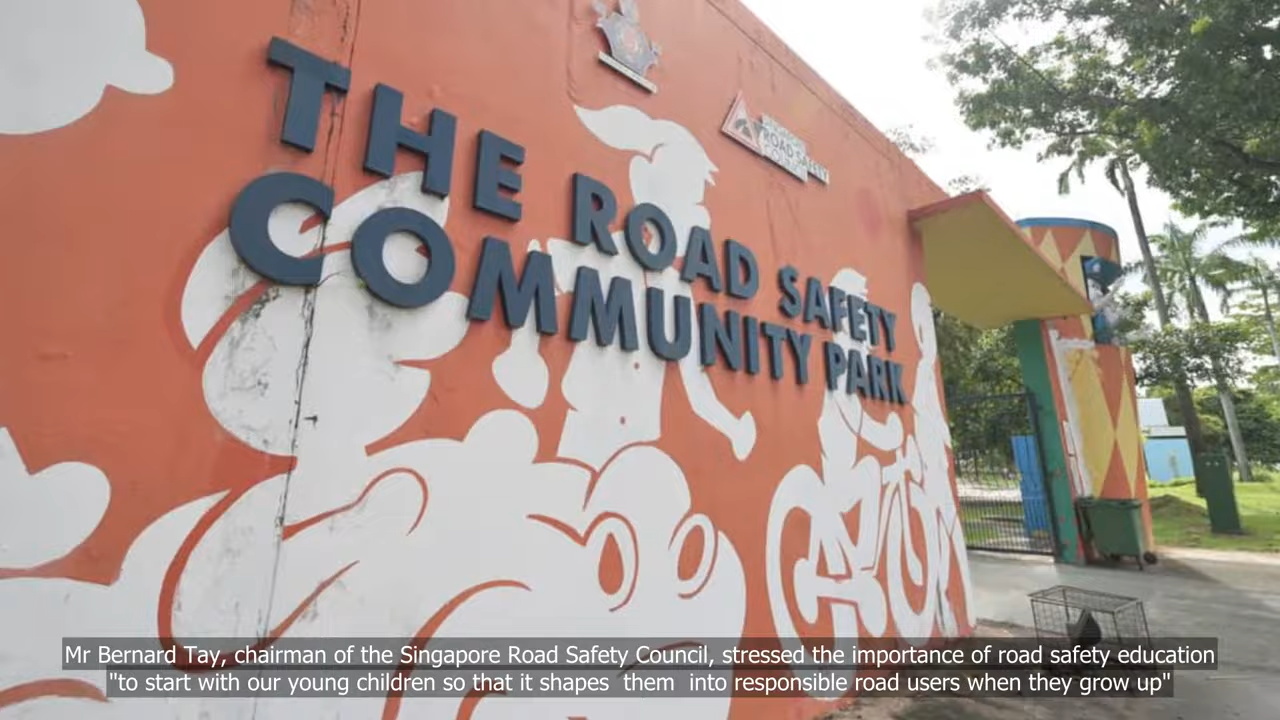 THE ROAD SAFETY
COMMUNITY PARK
ROAD SAFETY
Mr Bernard Tay, chairman of the Singapore Road Safety Council, stressed the importance of road safety education
"to start with our young children so that it shapes  them  into responsible road users when they grow up"